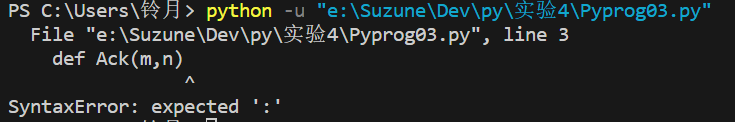 PS C:\Users\铃月> python -u "e:\Suzune\Dev\py\实验4\Pyprog03.py"
  File "e:\Suzune\Dev\py\实验4\Pyprog03.py", line 3
    def Ack(m,n)
                ^
SyntaxError: expected ':'